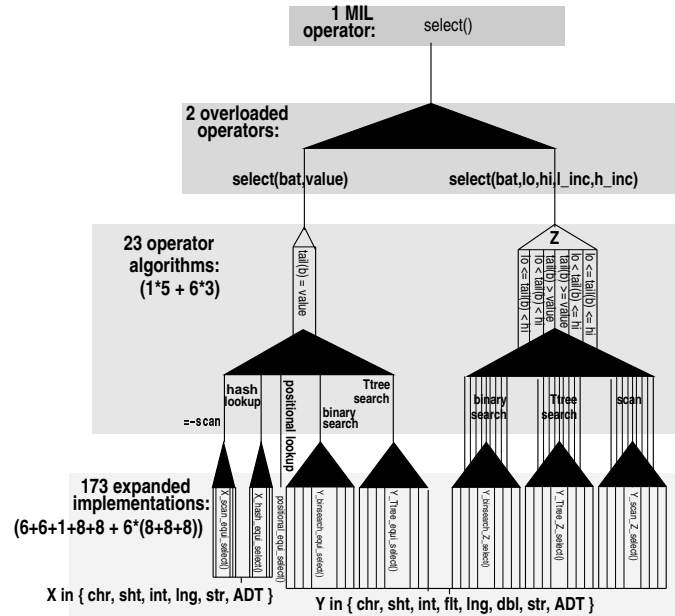 1 MIL
operator:
select()
2 overloaded
operators:
select(bat,value)
select(bat,lo,hi,l_inc,h_inc)
23 operator
algorithms:
(1*5 + 6*3)
tail(b) = value
Z
lo <= tail(b) < hi
lo < tail(b) < hi
tail(b) > value
tail(b) >= value
lo < tail(b) <= hi
lo <= tail(b) <= hi
=-scan
hash
lookup
positional lookup
binary
search
Ttree
search
binary
search
Ttree
search
scan
173 expanded
implementations:
(6+6+1+8+8 + 6*(8+8+8))
X_scan_equi_select()
X_hash_equi_select()
positional_equi_select()
Y_binsearch_equi_select()
Y_Ttree_equi_select()
Y_binsearch_Z_select()
Y_Ttree_Z_select()
Y_scan_Z_select()
X in { chr, sht, int, lng, str, ADT }
Y in { chr, sht, int, flt, lng, dbl, str, ADT }